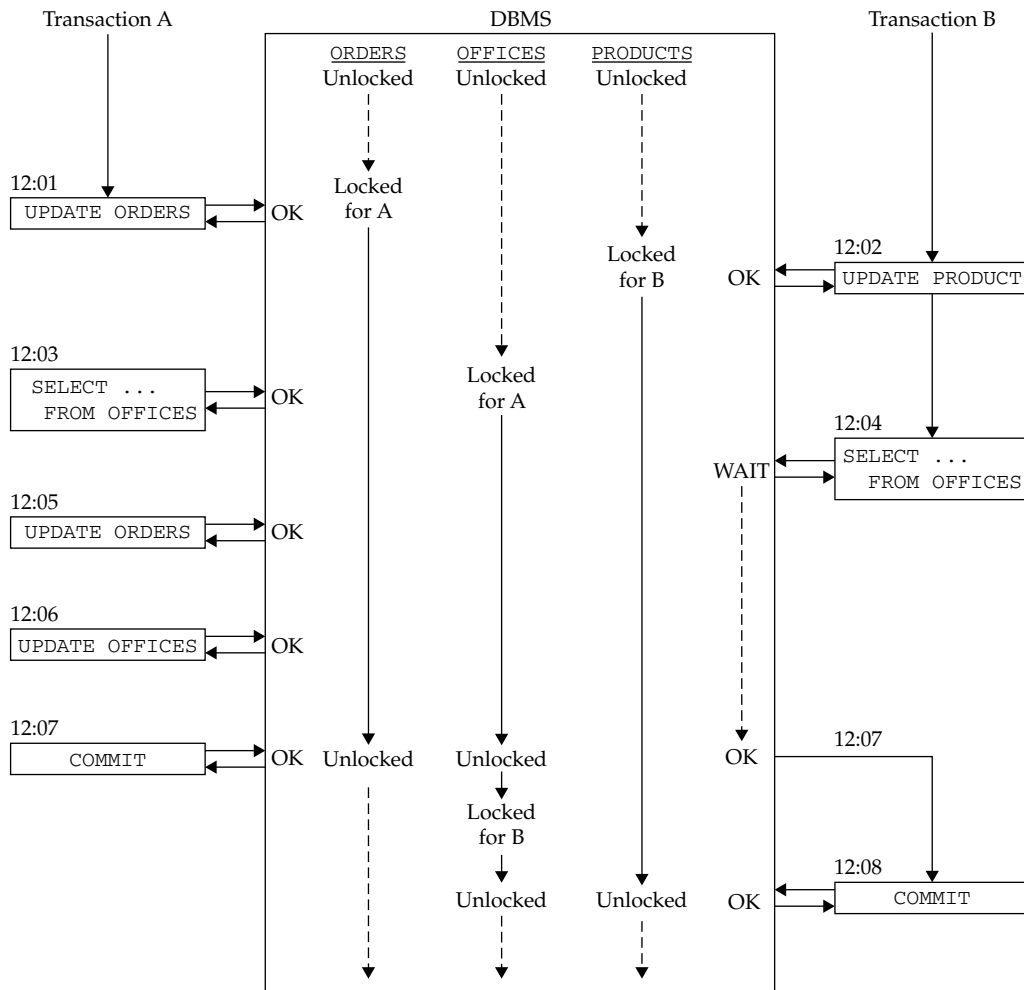 Transaction A
DBMS
Transaction B
ORDERS OFFICES PRODUCTS
Unlocked Unlocked Unlocked
12:01
UPDATE ORDERS
OK
Locked
for A
Locked
for B
OK
12:02
UPDATE PRODUCT
12:03
SELECT ...
FROM OFFICES
OK
Locked
for A
12:04
WAIT
SELECT ...
FROM OFFICES
12:05
UPDATE ORDERS
OK
12:06
UPDATE OFFICES
OK
12:07
COMMIT
OK
Unlocked
Unlocked
OK
12:07
Locked
for B
12:08
Unlocked
Unlocked
OK
COMMIT